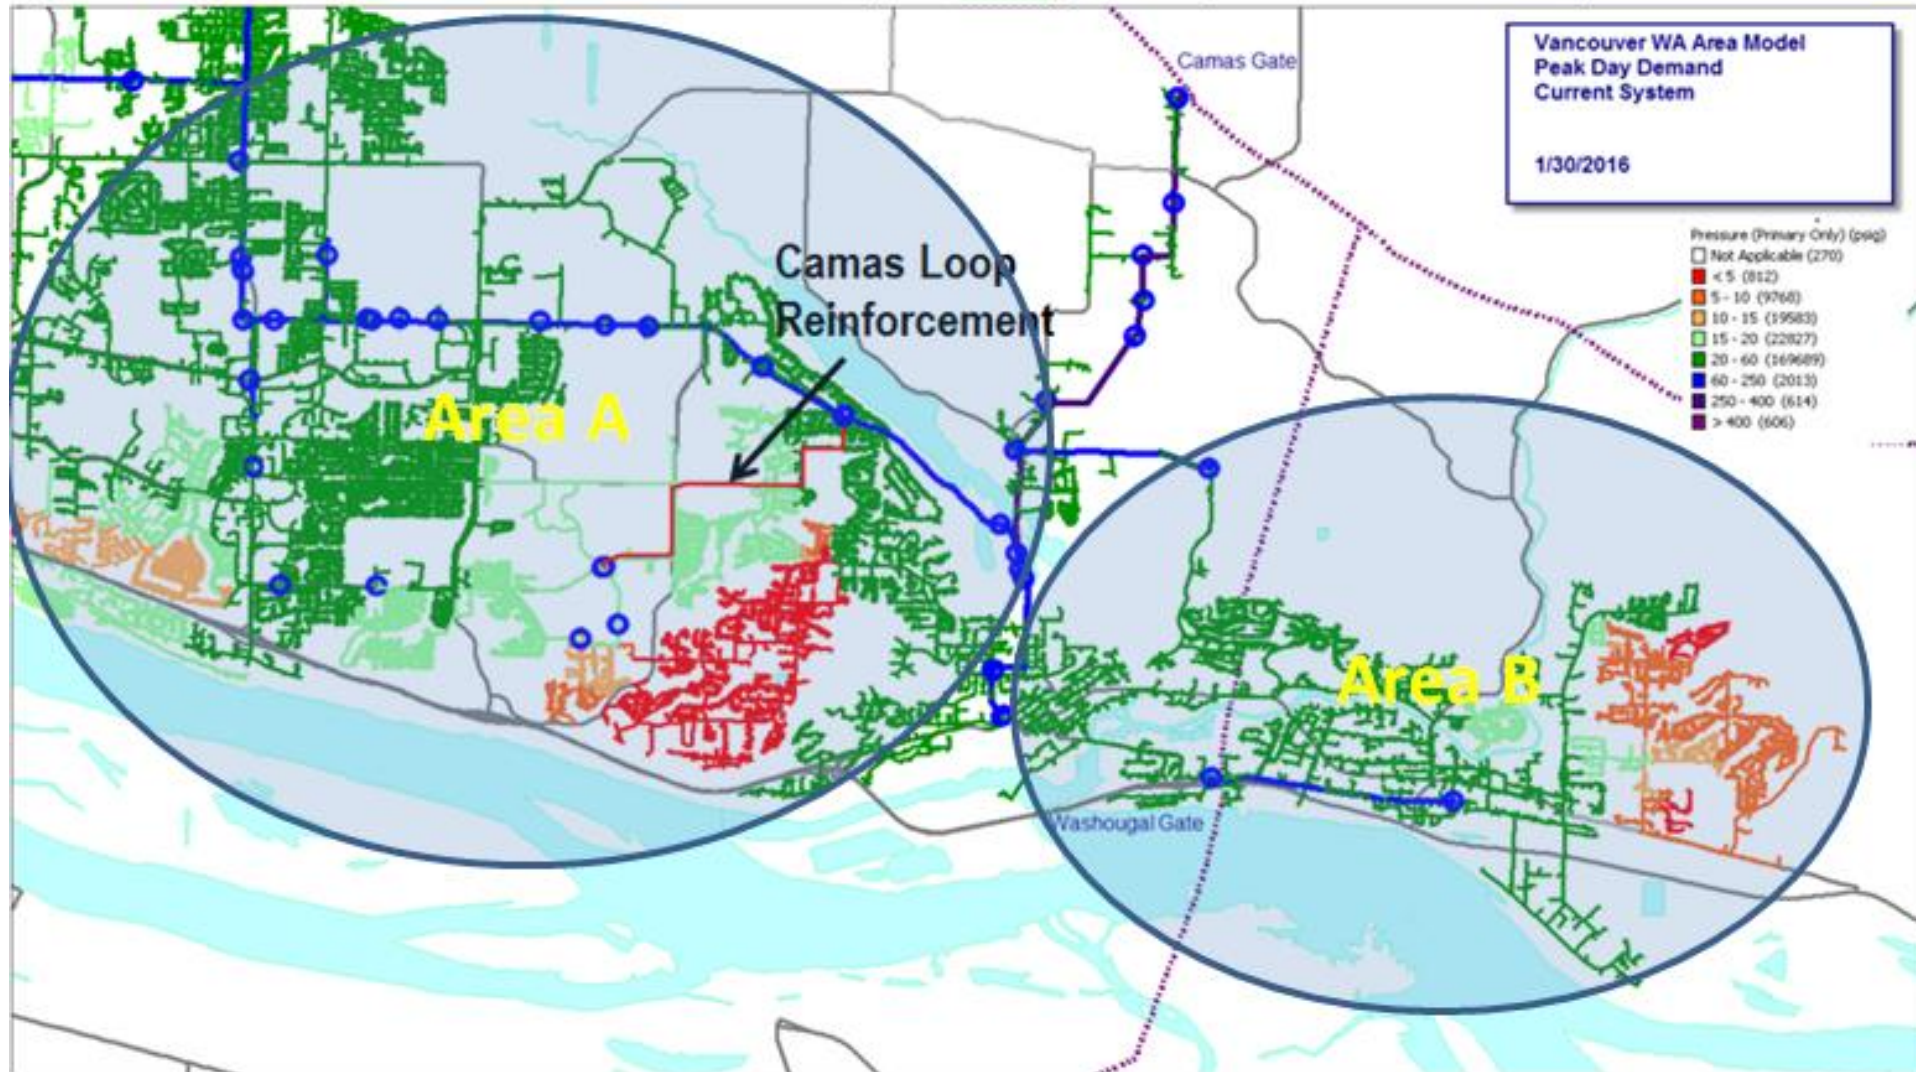 Camas Gate
Vancouver WA Area Model
Peak Day Demand
Current System
1/30/2016
Pressure (Primary Only) (psig)
Not Applicable (270)
< 5 (812)
5 - 10 (9768)
10 - 15 (19583)
15 - 20 (22827)
20 - 60 (169689)
60 - 250 (2013)
250 - 400 (614)
> 400 (606)
Camas Loop
Reinforcement
Area A
Area B
Washougal Gate